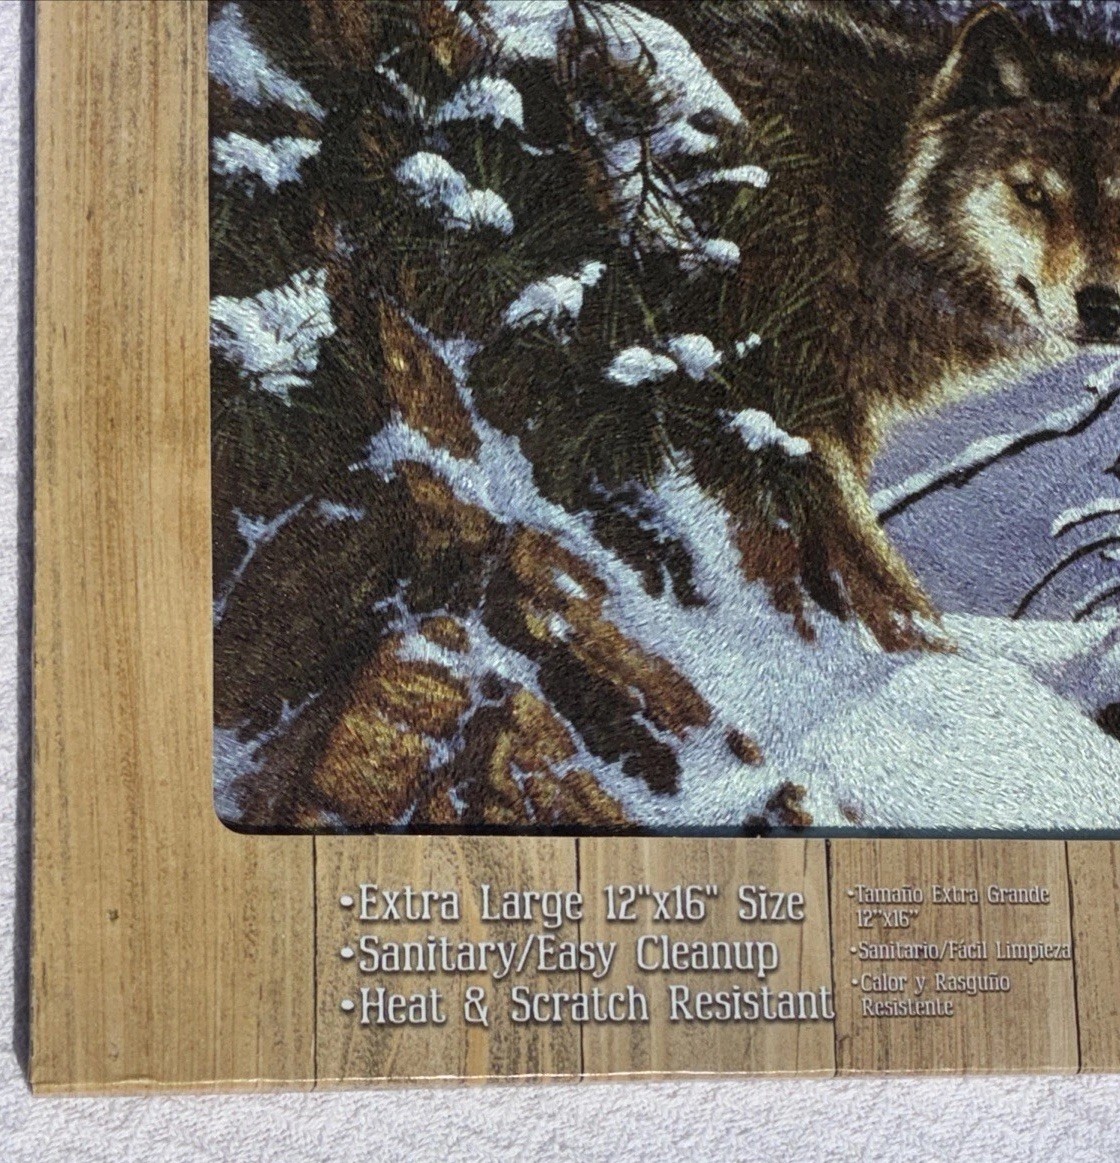 •Extra Large 12"x16" Size
•Sanitary/Easy Cleanup
•Heat & Scratch Resistant
•Tamaño Extra Grande
12"x16"
•Sanitario/Fácil Limpieza
•Calor y Rasguño
Resistente